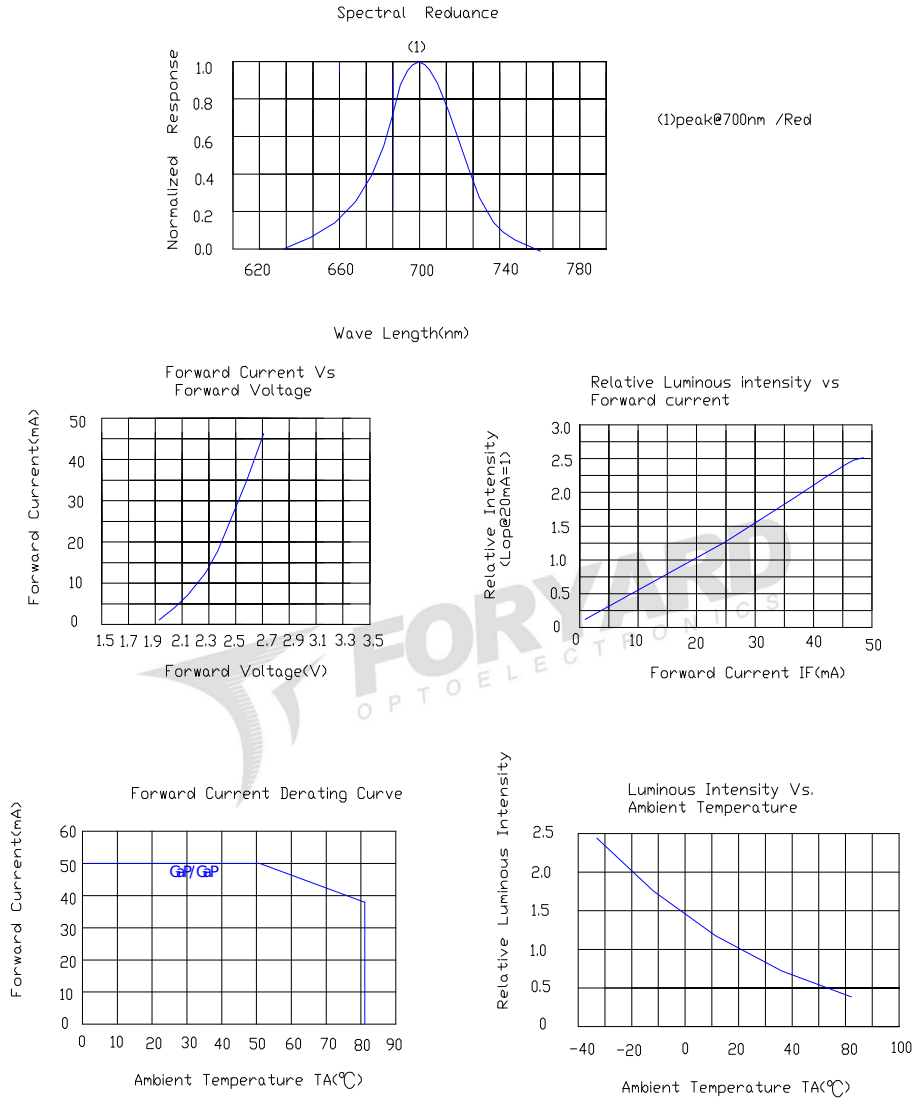 Spectral Reduance
(1)
Normalized Response
1.0
0.8
0.6
0.4
0.2
0.0
620 660 700 740 780
Wave Length(nm)
(1)peak@700nm /Red
Forward Current Vs
Forward Voltage
Forward Current(mA)
50
40
30
20
10
0
1.5 1.7 1.9 2.1 2.3 2.5 2.7 2.9 3.1 3.3 3.5
Forward Voltage(V)
Relative Luminous intensity vs
Forward current
Relative Intensity
(Lop@20mA=1)
3.0
2.5
2.0
1.5
1.0
0.5
0
0 10 20 30 40 50
Forward Current IF(mA)
FORYARD
OPTOELECTRONICS
Forward Current Derating Curve
Forward Current(mA)
60
50
40
30
20
10
0
GaP/GaP
0 10 20 30 40 50 60 70 80 90
Ambient Temperature TA(℃)
Luminous Intensity Vs.
Ambient Temperature
Relative Luminous Intensity
2.5
2.0
1.5
1.0
0.5
0
-40 -20 0 20 40 60 80 100
Ambient Temperature TA(℃)